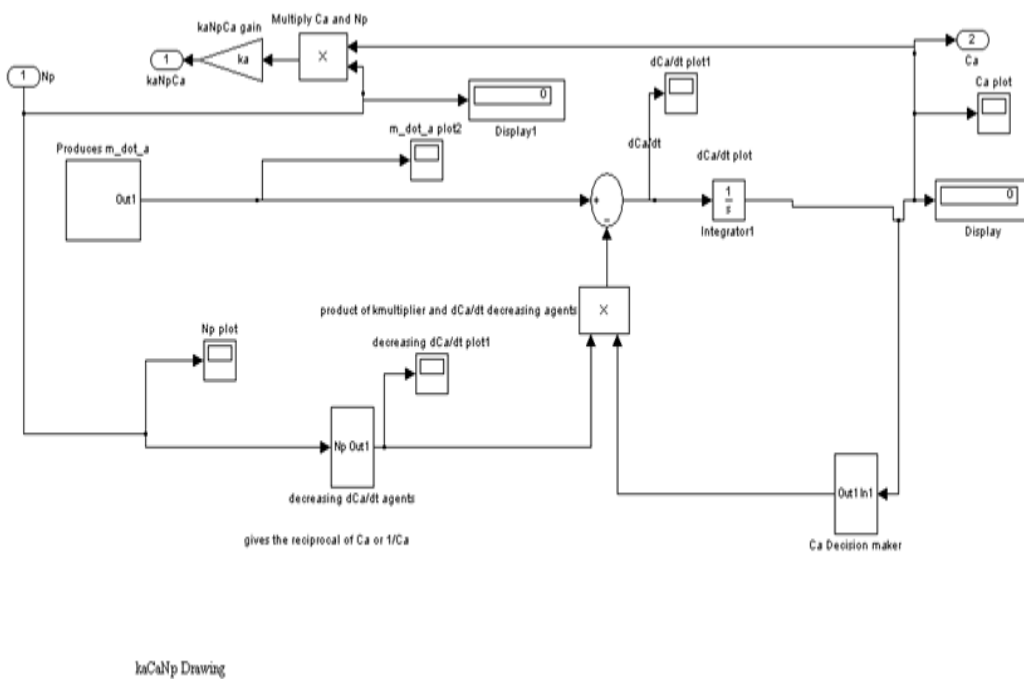 kaNpCa gain
Multiply Ca and Np
ka
×
1
kaNpCa
2
Ca
1
Np
dCa/dt plot1
Ca plot
0
Display1
m_dot_a plot2
Produces m_dot_a
Out1
dCa/dt
dCa/dt plot
+
−
1
s
Integrator1
0
Display
product of kmultiplier and dCa/dt decreasing agents
×
Np plot
decreasing dCa/dt plot1
Np Out1
decreasing dCa/dt agents
Out1 In1
Ca Decision maker
gives the reciprocal of Ca or 1/Ca
kaCaNp Drawing